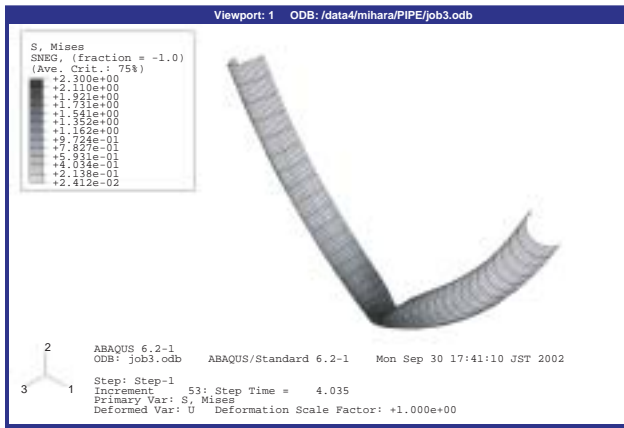 Viewport: 1 ODB: /data4/mihara/PIPE/job3.odb
S, Mises
SNEG, (fraction = -1.0)
(Ave. Crit.: 75%)
+2.300e+00
+2.110e+00
+1.921e+00
+1.731e+00
+1.541e+00
+1.352e+00
+1.162e+00
+9.724e-01
+7.827e-01
+5.931e-01
+4.034e-01
+2.138e-01
+2.412e-02
2
3 1
ABAQUS 6.2-1
ODB: job3.odb ABAQUS/Standard 6.2-1 Mon Sep 30 17:41:10 JST 2002
Step: Step-1
Increment 53: Step Time = 4.035
Primary Var: S, Mises
Deformed Var: U Deformation Scale Factor: +1.000e+00